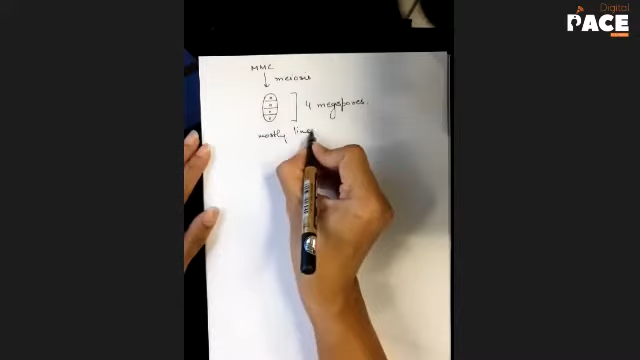 Digital
PACE
MMC
meiosis
4 megaspores.
mostly line